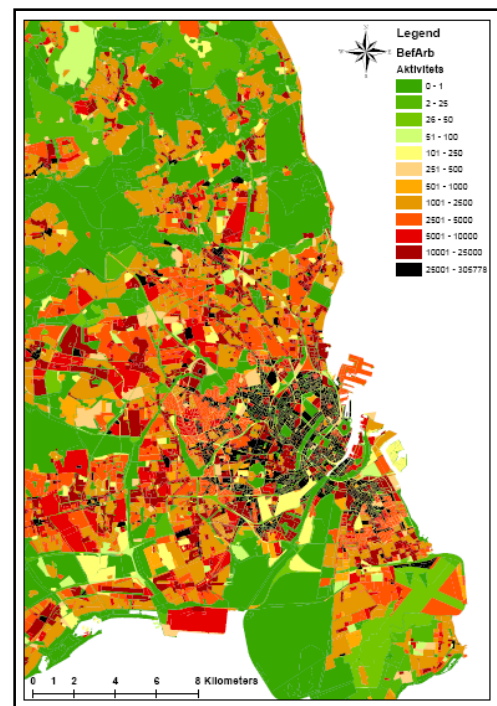 Legend
BefArb
Aktivitets
0 - 1
2 - 25
26 - 50
51 - 100
101 - 250
251 - 500
501 - 1000
1001 - 2500
2501 - 5000
5001 - 10000
10001 - 25000
25001 - 305778
0 1 2 4 6 8 Kilometers